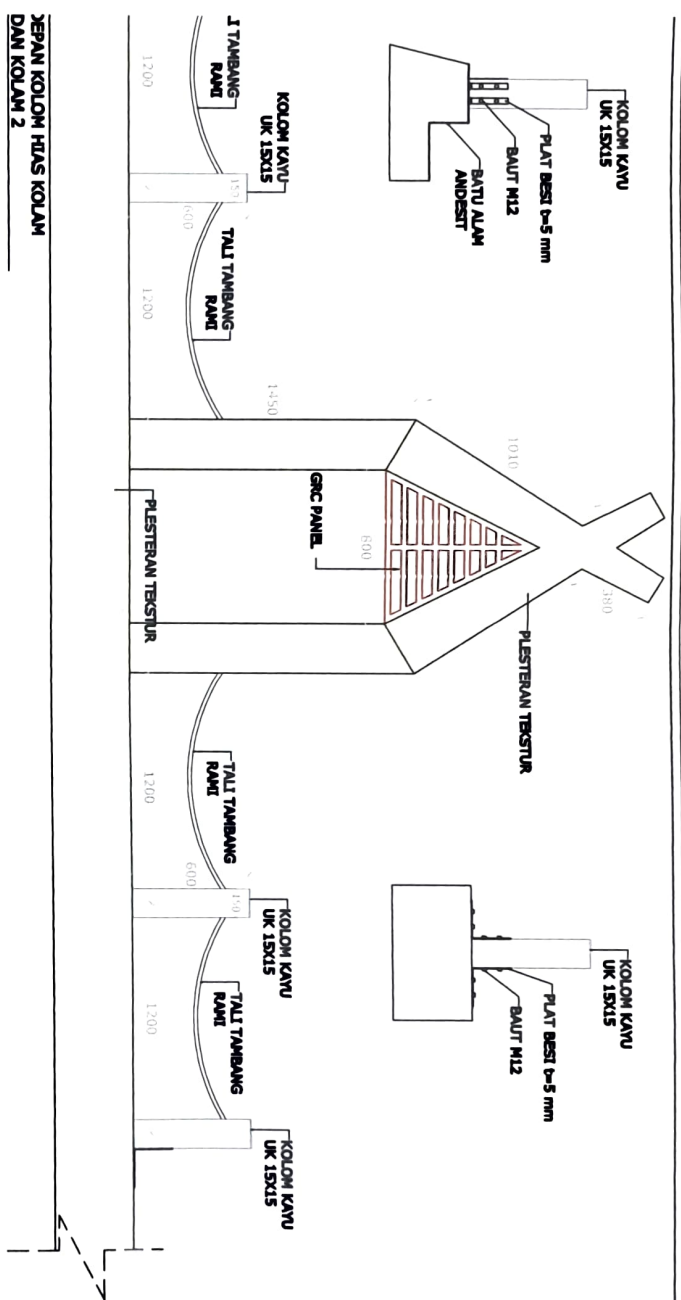 KOLOM KAYU
UK 15X15
PLAT BESI t=5 mm
BAUT M12
BATU ALAM
ANDESIT
KOLOM KAYU
UK 15X15
PLAT BESI t=5 mm
BAUT M12
1010
380
PLESTERAN TEKSTUR
GRC PANEL
800
1450
I TAMBANG
RAMI
1200
KOLOM KAYU
UK 15X15
150
600
TALI TAMBANG
RAMI
1200
PLESTERAN TEKSTUR
TALI TAMBANG
RAMI
1200
KOLOM KAYU
UK 15X15
150
600
TALI TAMBANG
RAMI
1200
KOLOM KAYU
UK 15X15
DEPAN KOLOM HIAS KOLAM
DAN KOLAM 2